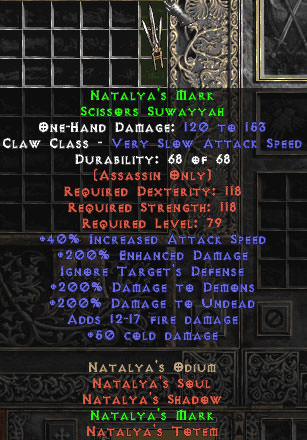 Natalya's Mark
Scissors Suwayyah
One-Hand Damage: 120 to 153
Claw Class - Very Slow Attack Speed
Durability: 68 of 68
(Assassin Only)
Required Dexterity: 118
Required Strength: 118
Required Level: 79
+40% Increased Attack Speed
+200% Enhanced Damage
Ignore Target's Defense
+200% Damage to Demons
+200% Damage to Undead
Adds 12-17 fire damage
+50 cold damage
Natalya's Odium
Natalya's Soul
Natalya's Shadow
Natalya's Mark
Natalya's Totem